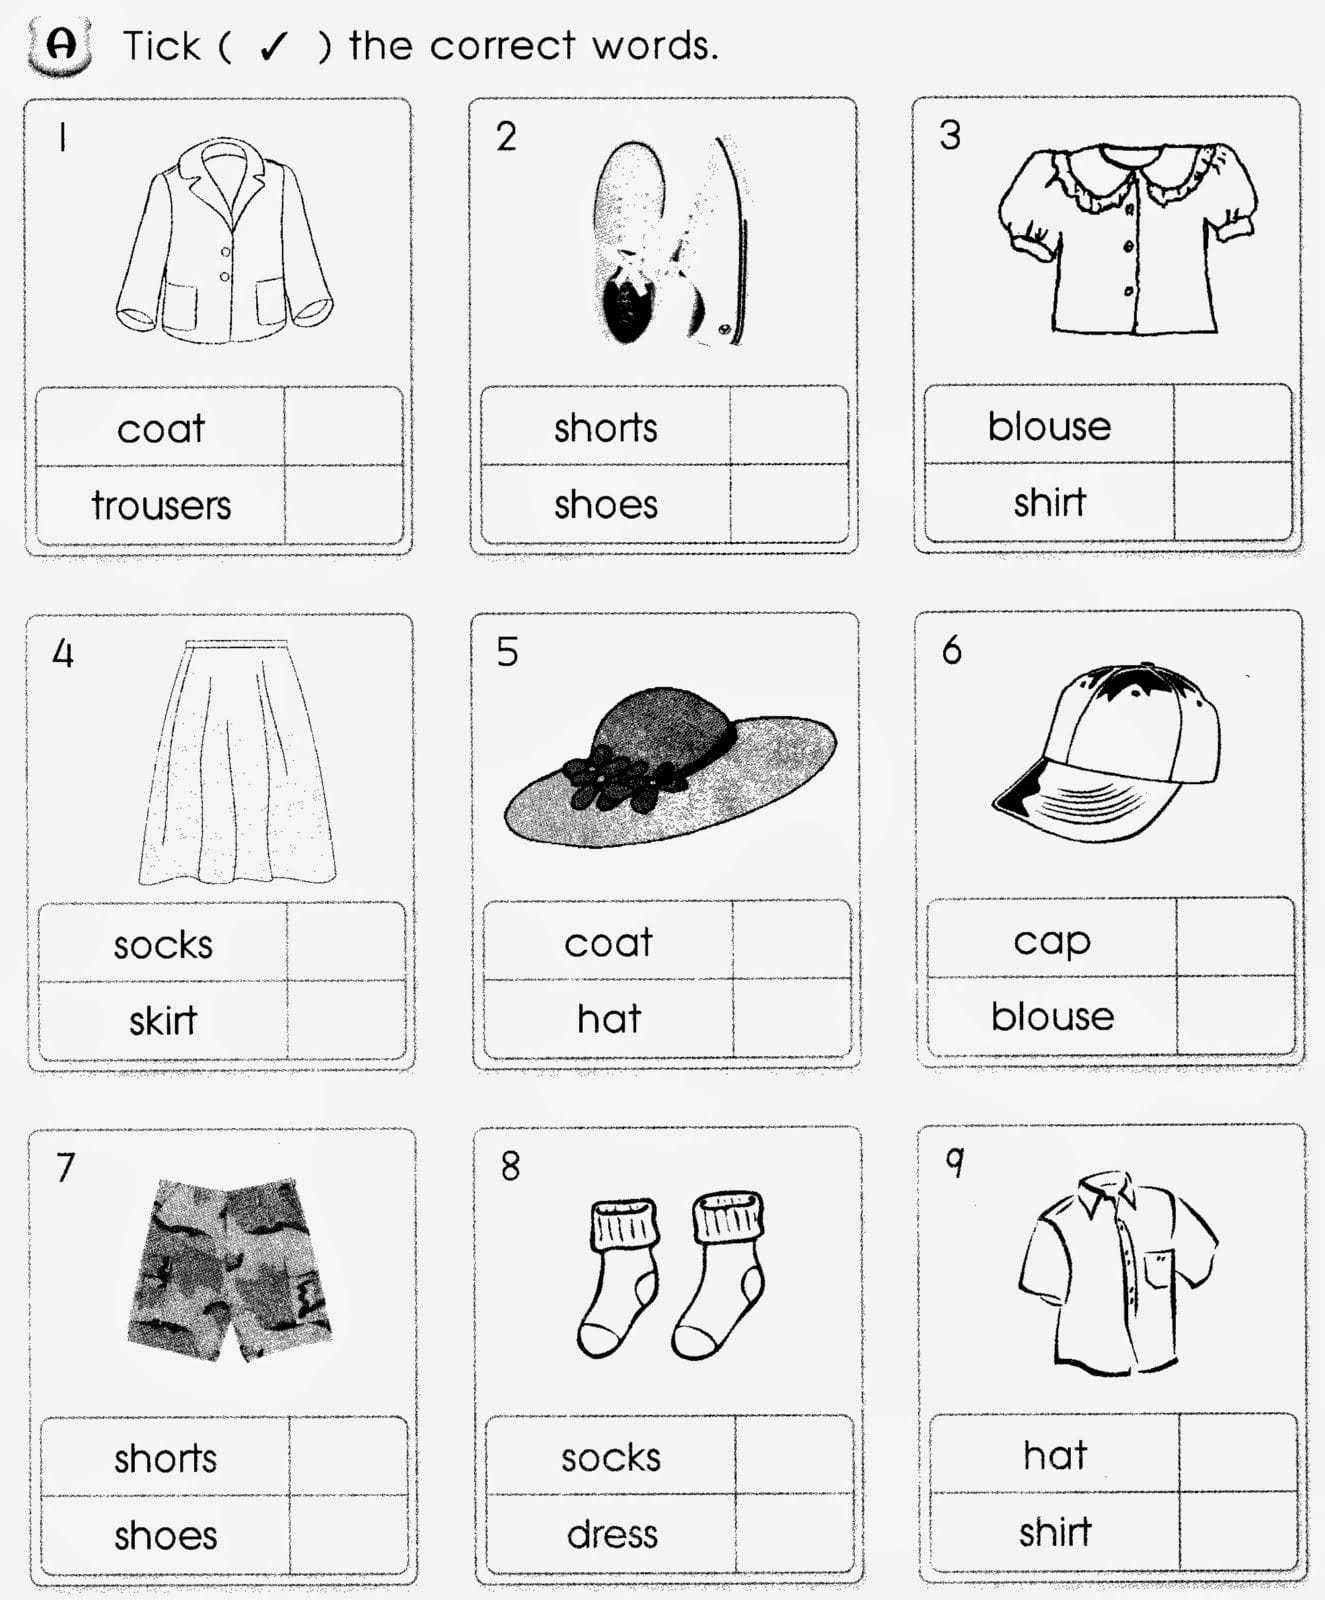 A Tick ( ✓ ) the correct words.
1
coat
trousers
2
shorts
shoes
3
blouse
shirt
4
socks
skirt
5
coat
hat
6
cap
blouse
7
shorts
shoes
8
socks
dress
9
hat
shirt